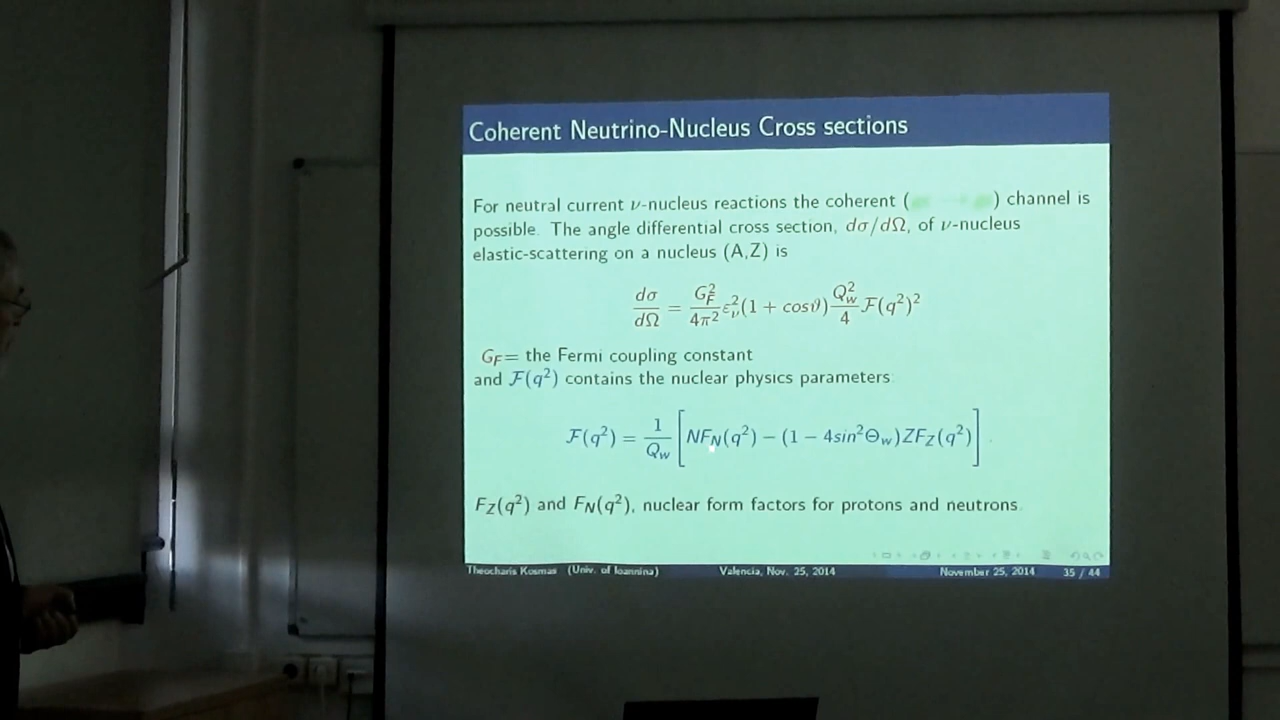 Coherent Neutrino-Nucleus Cross sections
For neutral current ν-nucleus reactions the coherent ( ) channel is
possible. The angle differential cross section, dσ/dΩ, of ν-nucleus
elastic-scattering on a nucleus (A,Z) is
dσ/dΩ = G_F^2/4π^2 ε_ν^2 (1 + cosϑ) Q_w^2/4 F(q^2)^2
G_F = the Fermi coupling constant
and F(q^2) contains the nuclear physics parameters:
F(q^2) = 1/Q_w [NF_N(q^2) − (1 − 4sin^2Θ_w)ZF_Z(q^2)] .
F_Z(q^2) and F_N(q^2), nuclear form factors for protons and neutrons.
Theocharis Kosmas (Univ. of Ioannina) Valencia, Nov. 25, 2014 November 25, 2014 35 / 44